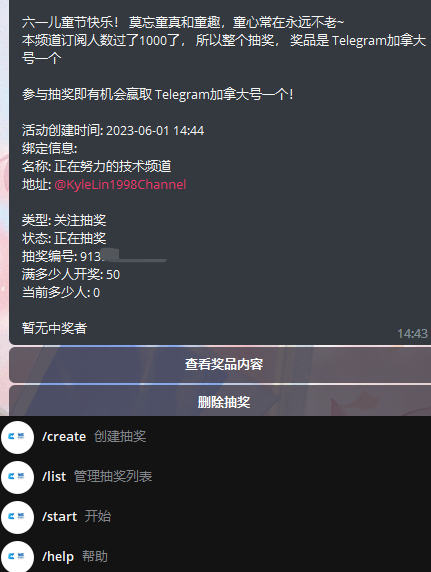 六一儿童节快乐！ 莫忘童真和童趣，童心常在永远不老~
本频道订阅人数过了1000了， 所以整个抽奖， 奖品是 Telegram加拿大
号一个
参与抽奖即有机会赢取 Telegram加拿大号一个！
活动创建时间: 2023-06-01 14:44
绑定信息:
名称: 正在努力的技术频道
地址: @KyleLin1998Channel
类型: 关注抽奖
状态: 正在抽奖
抽奖编号: 913
满多少人开奖: 50
当前多少人: 0
暂无中奖者
14:43
查看奖品内容
删除抽奖
/create 创建抽奖
/list 管理抽奖列表
/start 开始
/help 帮助